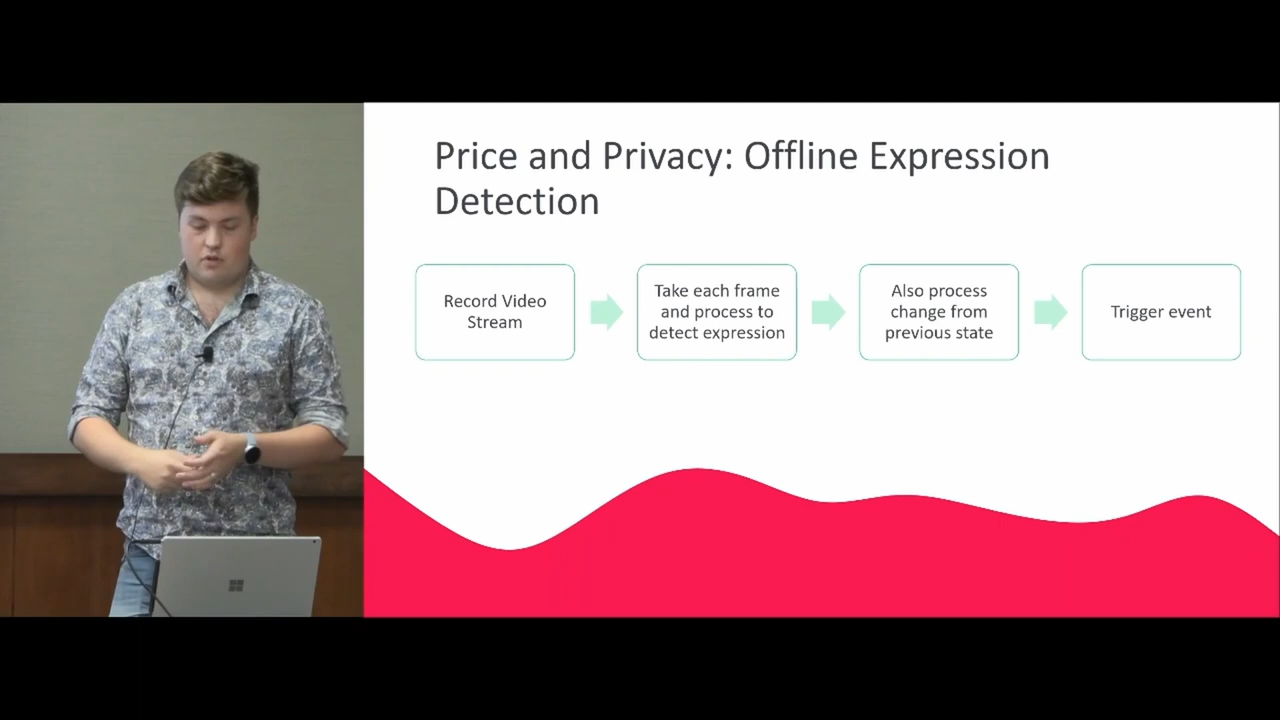 Price and Privacy: Offline Expression
Detection
Record Video
Stream
Take each frame
and process to
detect expression
Also process
change from
previous state
Trigger event